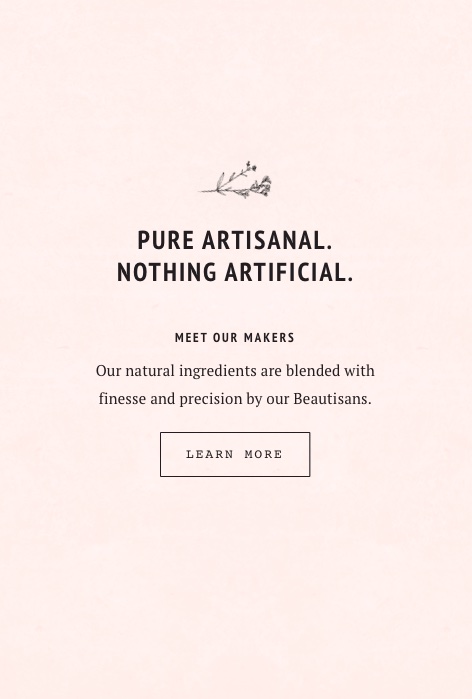 PURE ARTISANAL.
NOTHING ARTIFICIAL.
MEET OUR MAKERS
Our natural ingredients are blended with
finesse and precision by our Beautisans.
LEARN MORE